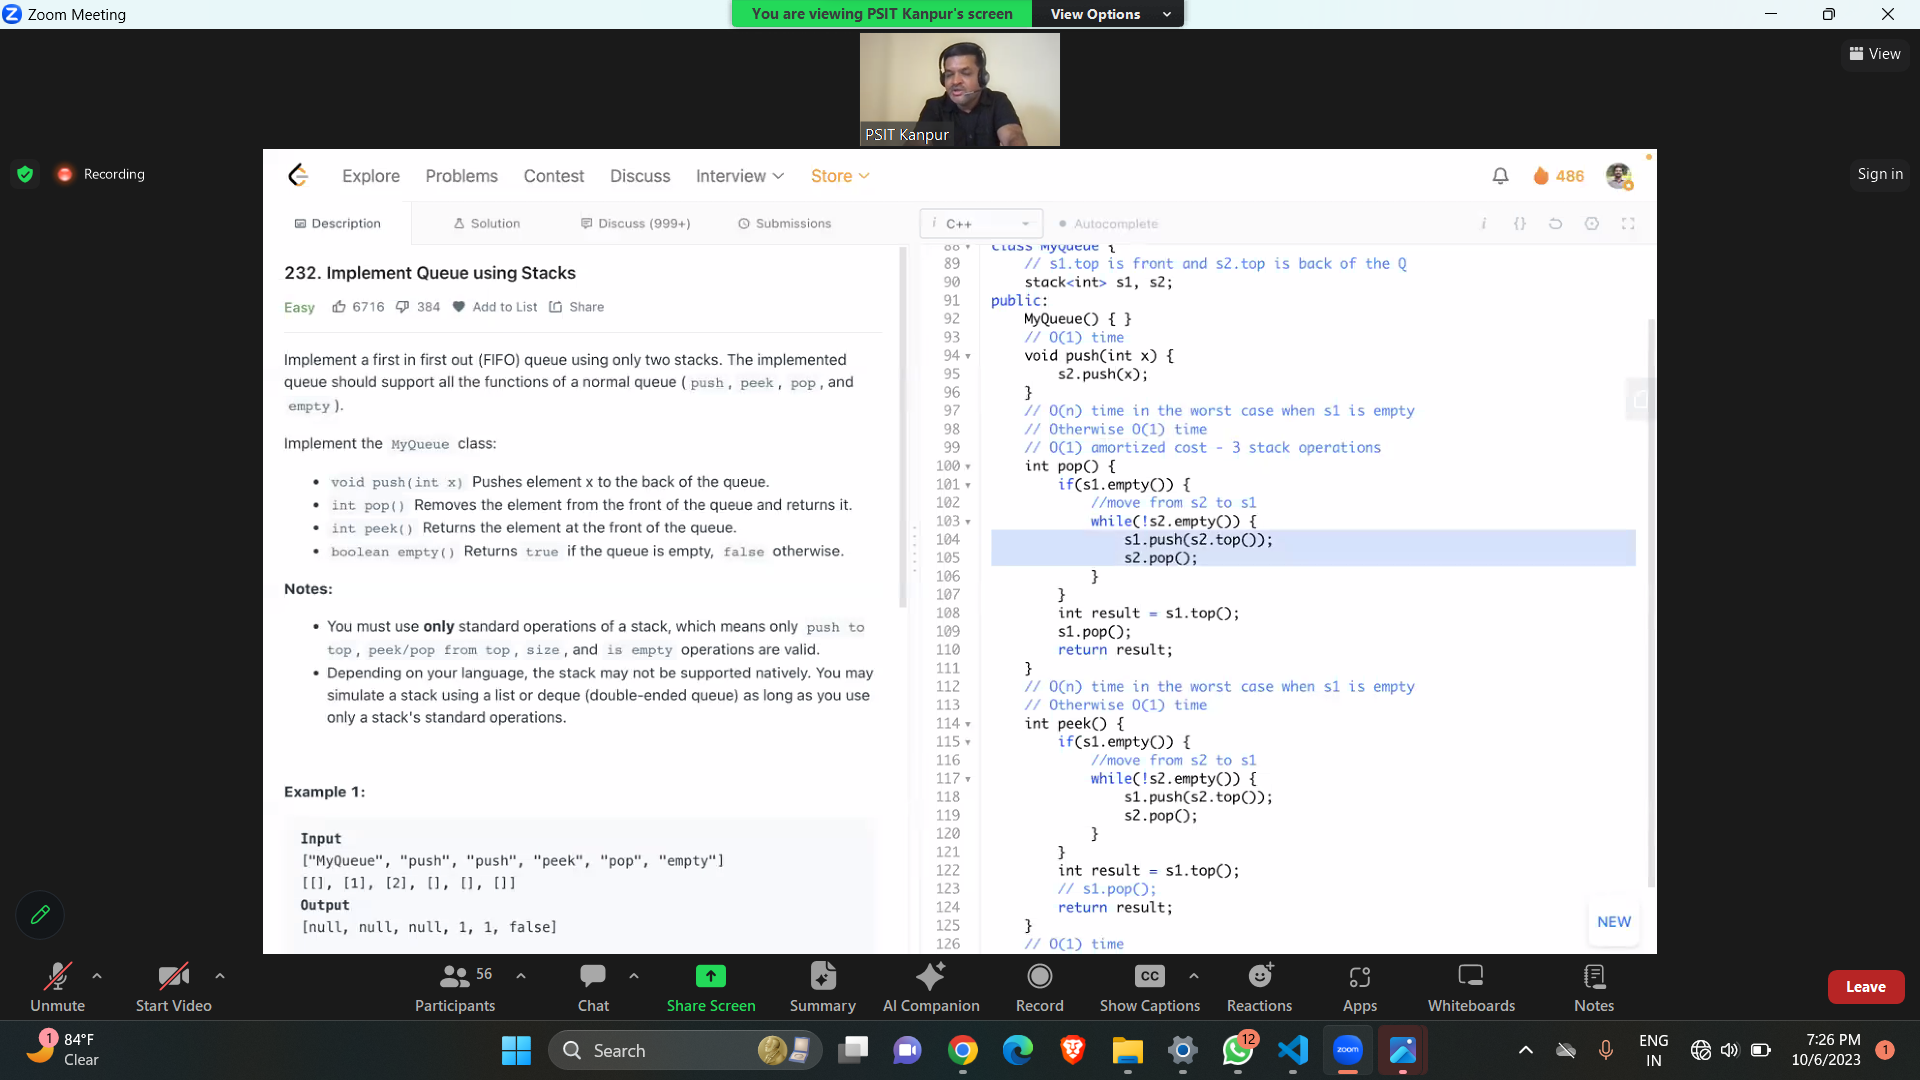 Zoom Meeting
You are viewing PSIT Kanpur's screen
View Options
View
PSIT Kanpur
Recording
Sign in
Explore
Problems
Contest
Discuss
Interview
Store
486
Description
Solution
Discuss (999+)
Submissions
i
C++
Autocomplete
i
{}
232. Implement Queue using Stacks
Easy
6716
384
Add to List
Share
Implement a first in first out (FIFO) queue using only two stacks. The implemented
queue should support all the functions of a normal queue ( push , peek , pop , and
empty ).
Implement the MyQueue class:
• void push(int x) Pushes element x to the back of the queue.
• int pop() Removes the element from the front of the queue and returns it.
• int peek() Returns the element at the front of the queue.
• boolean empty() Returns true if the queue is empty, false otherwise.
Notes:
• You must use only standard operations of a stack, which means only push to
top , peek/pop from top , size , and is empty operations are valid.
• Depending on your language, the stack may not be supported natively. You may
simulate a stack using a list or deque (double-ended queue) as long as you use
only a stack's standard operations.
Example 1:
Input
["MyQueue", "push", "push", "peek", "pop", "empty"]
[[], [1], [2], [], [], []]
Output
[null, null, null, 1, 1, false]
88 class MyQueue {
89 // s1.top is front and s2.top is back of the Q
90 stack<int> s1, s2;
91 public:
92 MyQueue() { }
93 // O(1) time
94 void push(int x) {
95 s2.push(x);
96 }
97 // O(n) time in the worst case when s1 is empty
98 // Otherwise O(1) time
99 // O(1) amortized cost - 3 stack operations
100 int pop() {
101 if(s1.empty()) {
102 //move from s2 to s1
103 while(!s2.empty()) {
104 s1.push(s2.top());
105 s2.pop();
106 }
107 }
108 int result = s1.top();
109 s1.pop();
110 return result;
111 }
112 // O(n) time in the worst case when s1 is empty
113 // Otherwise O(1) time
114 int peek() {
115 if(s1.empty()) {
116 //move from s2 to s1
117 while(!s2.empty()) {
118 s1.push(s2.top());
119 s2.pop();
120 }
121 }
122 int result = s1.top();
123 // s1.pop();
124 return result;
125 }
126 // O(1) time
NEW
Unmute
Start Video
56
Participants
Chat
Share Screen
Summary
AI Companion
Record
CC
Show Captions
Reactions
Apps
Whiteboards
Notes
Leave
1
84°F
Clear
Search
12
zoom
ENG
IN
7:26 PM
10/6/2023
1